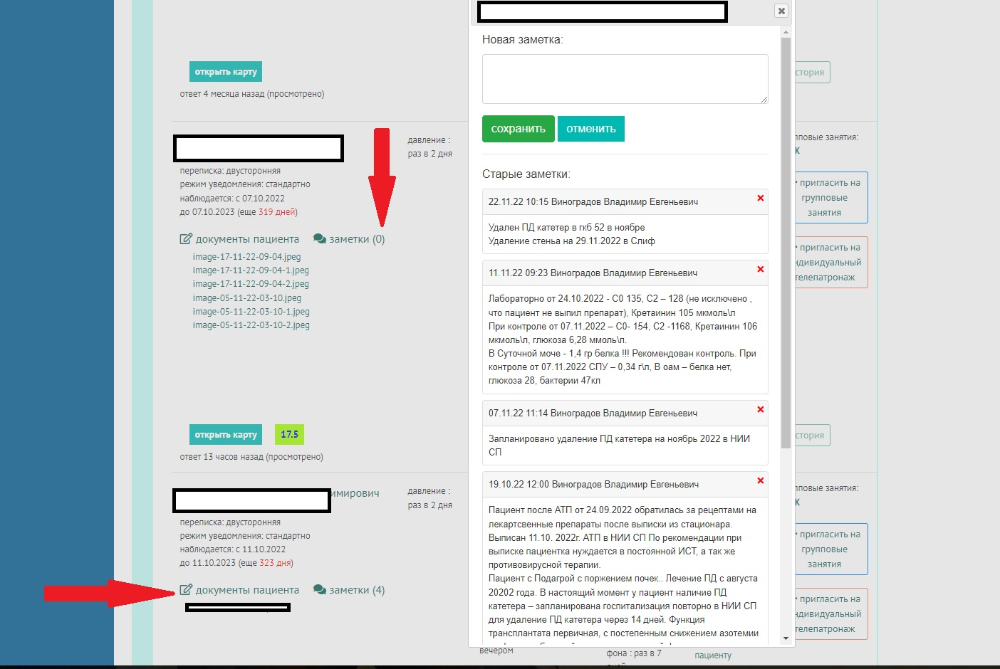 открыть карту
ответ 4 месяца назад (просмотрено)
переписка: двусторонняя
режим уведомления: стандартно
наблюдается: с 07.10.2022
до 07.10.2023 (еще 319 дней)
давление :
раз в 2 дня
документы пациента заметки (0)
image-17-11-22-09-04.jpeg
image-17-11-22-09-04-1.jpeg
image-17-11-22-09-04-2.jpeg
image-05-11-22-03-10.jpeg
image-05-11-22-03-10-1.jpeg
image-05-11-22-03-10-2.jpeg
открыть карту 17.5
ответ 13 часов назад (просмотрено)
имирович
давление :
раз в 2 дня
переписка: двусторонняя
режим уведомления: стандартно
наблюдается: с 11.10.2022
до 11.10.2023 (еще 323 дня)
документы пациента заметки (4)
Новая заметка:
сохранить отменить
Старые заметки:
22.11.22 10:15 Виноградов Владимир Евгеньевич
Удален ПД катетер в гкб 52 в ноябре
Удаление стеньа на 29.11.2022 в Слиф
11.11.22 09:23 Виноградов Владимир Евгеньевич
Лабораторно от 24.10.2022 - С0 135, С2 – 128 (не исключено ,
что пациент не выпил препарат), Кретаинин 105 мкмоль\л
При контроле от 07.11.2022 – С0- 154, С2 -1168, Кретаинин 106
мкмоль\л, глюкоза 6,28 ммоль\л.
В Суточной моче - 1,4 гр белка !!! Рекомендован контроль. При
контроле от 07.11.2022 СПУ – 0,34 г\л, В оам – белка нет,
глюкоза 28, бактерии 47кл
07.11.22 11:14 Виноградов Владимир Евгеньевич
Запланировано удаление ПД катетера на ноябрь 2022 в НИИ
СП
19.10.22 12:00 Виноградов Владимир Евгеньевич
Пациент после АТП от 24.09.2022 обратилась за рецептами на
лекартсвенные препараты после выписки из стационара.
Выписан 11.10. 2022г. АТП в НИИ СП По рекомендации при
выписке пациентка нуждается в постоянной ИСТ, а так же
противовирусной терапии.
Пациент с Подагрой с поржением почек.. Лечение ПД с августа
20202 года. В настоящий момент у пациент наличие ПД
катетера – запланирована госпитализация повторно в НИИ СП
для удаление ПД катетера через 14 дней. Функция
трансплантата первичная, с постепенным снижением азотемии
вечером
фона : раз в 7
пациенту
стория
пповые занятия:
К
пригласить на
групповые
занятия
пригласить на
ндивидуальный
телепатронаж
стория
пповые занятия:
К
пригласить на
групповые
занятия
пригласить на
ндивидуальный
телепатронаж